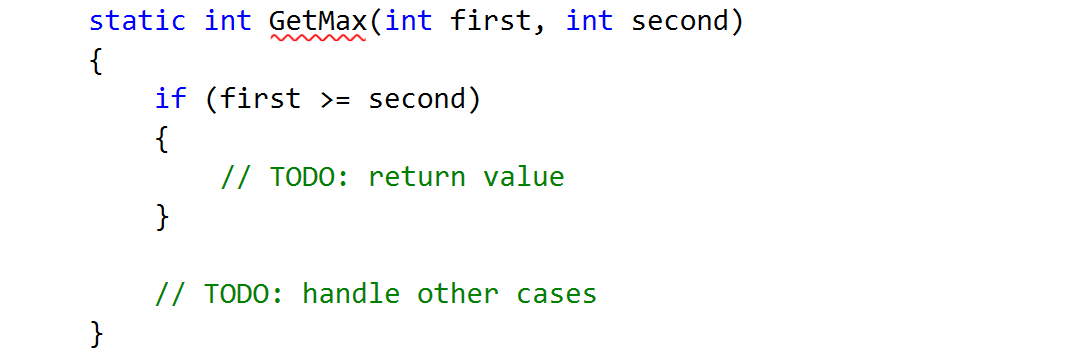 static int GetMax(int first, int second)
{
    if (first >= second)
    {
        // TODO: return value
    }

    // TODO: handle other cases
}